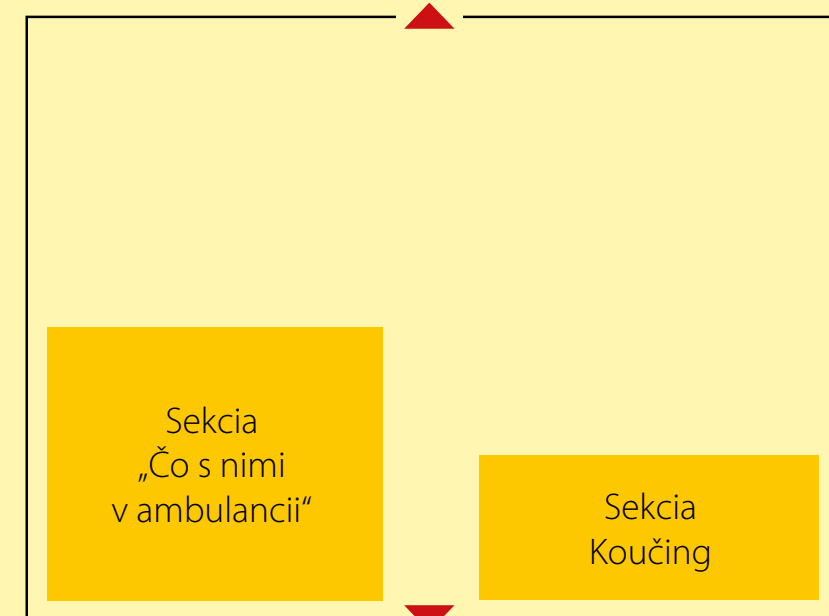 Sekcia
„Čo s nimi
v ambulancii“
Sekcia
Koučing